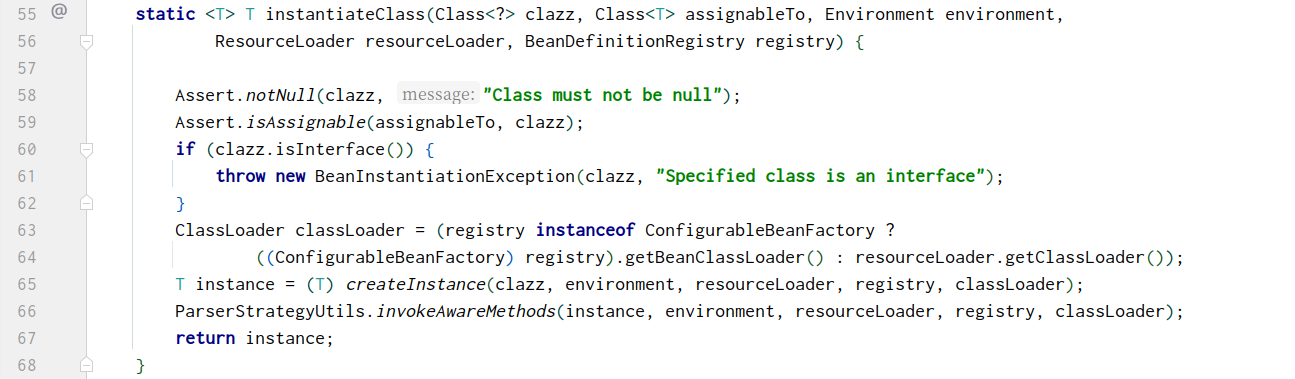 55 @ static <T> T instantiateClass(Class<?> clazz, Class<T> assignableTo, Environment environment,
56 ResourceLoader resourceLoader, BeanDefinitionRegistry registry) {
57
58 Assert.notNull(clazz, message: "Class must not be null");
59 Assert.isAssignable(assignableTo, clazz);
60 if (clazz.isInterface()) {
61 throw new BeanInstantiationException(clazz, "Specified class is an interface");
62 }
63 ClassLoader classLoader = (registry instanceof ConfigurableBeanFactory ?
64 ((ConfigurableBeanFactory) registry).getBeanClassLoader() : resourceLoader.getClassLoader());
65 T instance = (T) createInstance(clazz, environment, resourceLoader, registry, classLoader);
66 ParserStrategyUtils.invokeAwareMethods(instance, environment, resourceLoader, registry, classLoader);
67 return instance;
68 }